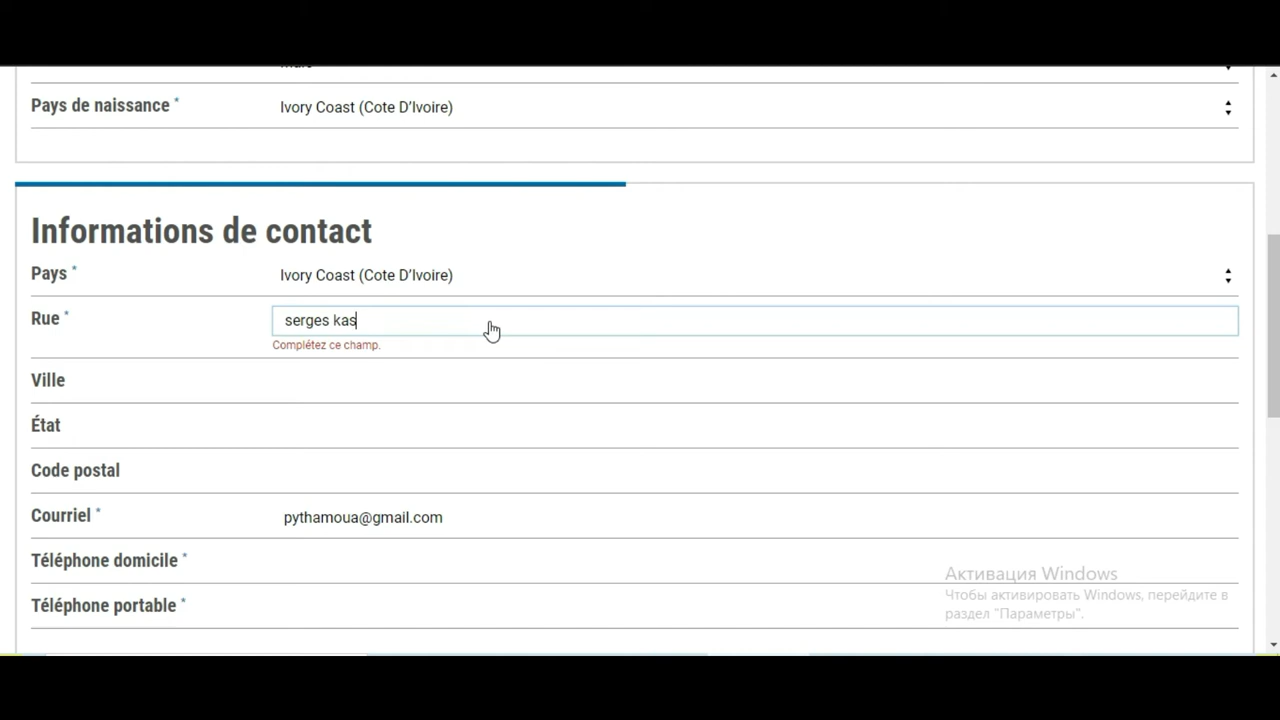 Pays de naissance *
Ivory Coast (Cote D'Ivoire)
Informations de contact
Pays *
Ivory Coast (Cote D'Ivoire)
Rue *
serges kas
Complétez ce champ.
Ville
État
Code postal
Courriel *
pythamoua@gmail.com
Téléphone domicile *
Téléphone portable *
Активация Windows
Чтобы активировать Windows, перейдите в
раздел "Параметры".